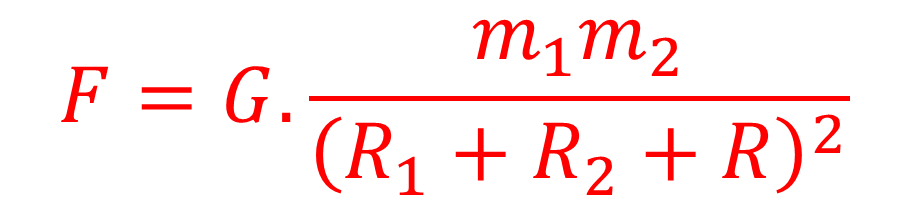 F = G. m₁m₂ / (R₁ + R₂ + R)²